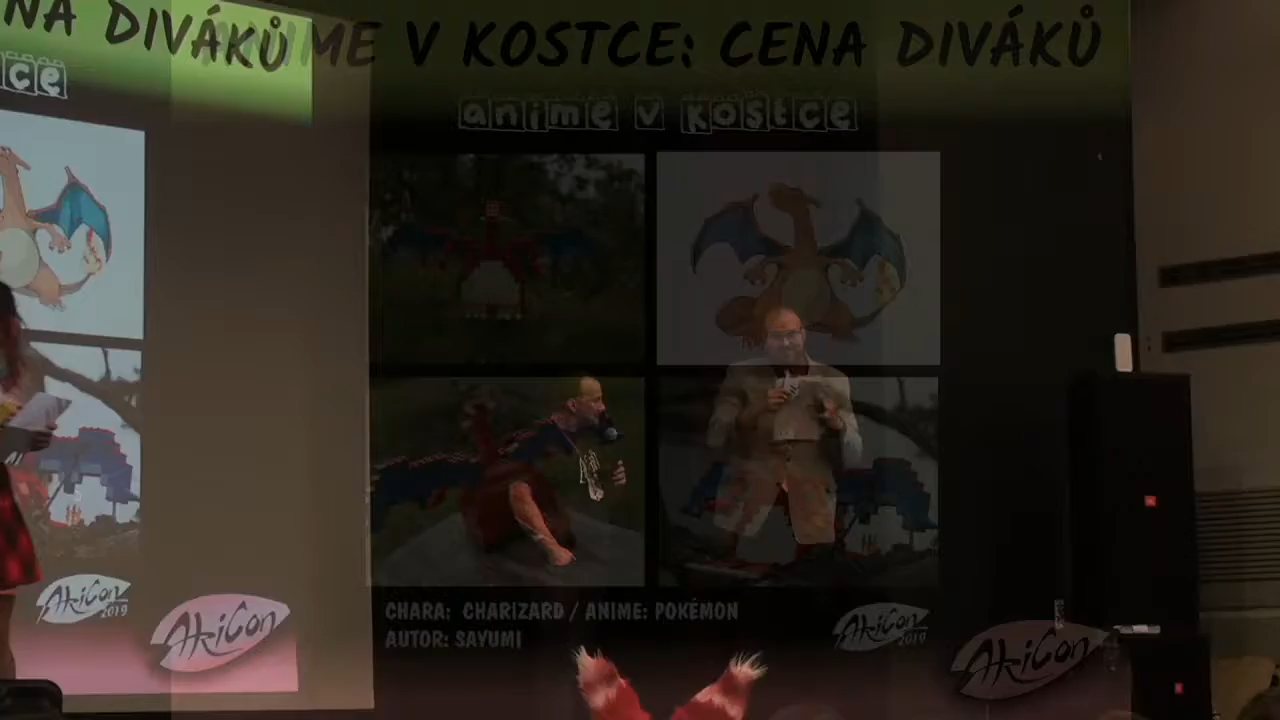 NA DIVÁKŮ
ANIME V KOSTCE: CENA DIVÁKŮ
ce
anime v kostce
CHARA: CHARIZARD / ANIME: POKÉMON
AUTOR: SAYUMI
AkiCon
2019
AkiCon
AkiCon
2019
AkiCon